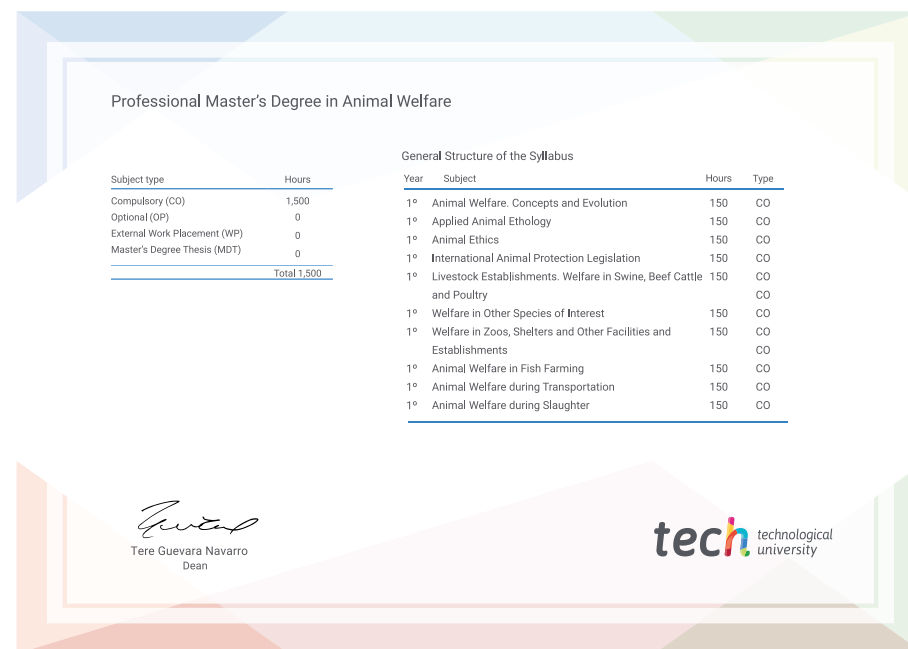 Professional Master's Degree in Animal Welfare
Subject type Hours
Compulsory (CO) 1,500
Optional (OP) 0
External Work Placement (WP) 0
Master's Degree Thesis (MDT) 0
Total 1,500
General Structure of the Syllabus
Year Subject Hours Type
1º Animal Welfare. Concepts and Evolution 150 CO
1º Applied Animal Ethology 150 CO
1º Animal Ethics 150 CO
1º International Animal Protection Legislation 150 CO
1º Livestock Establishments. Welfare in Swine, Beef Cattle 150 CO
and Poultry CO
1º Welfare in Other Species of Interest 150 CO
1º Welfare in Zoos, Shelters and Other Facilities and 150 CO
Establishments CO
1º Animal Welfare in Fish Farming 150 CO
1º Animal Welfare during Transportation 150 CO
1º Animal Welfare during Slaughter 150 CO
Tere Guevara Navarro
Dean
tech technological
university